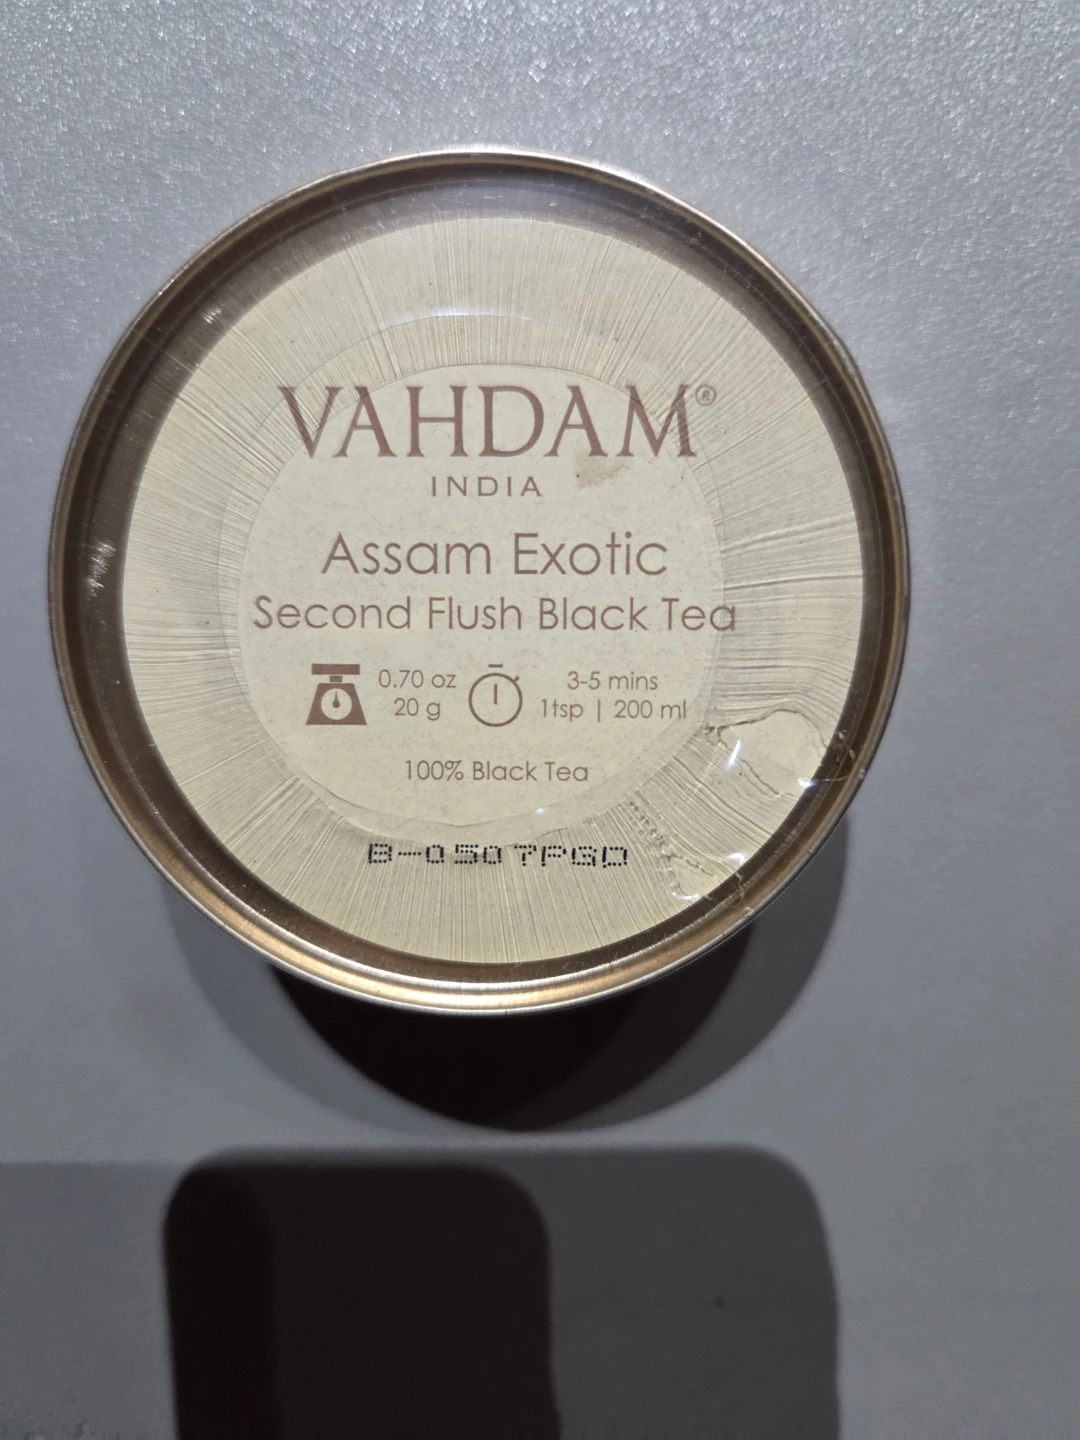 VAHDAM®
INDIA
Assam Exotic
Second Flush Black Tea
0.70 oz
20 g
3-5 mins
1tsp | 200 ml
100% Black Tea
B-0507PGD